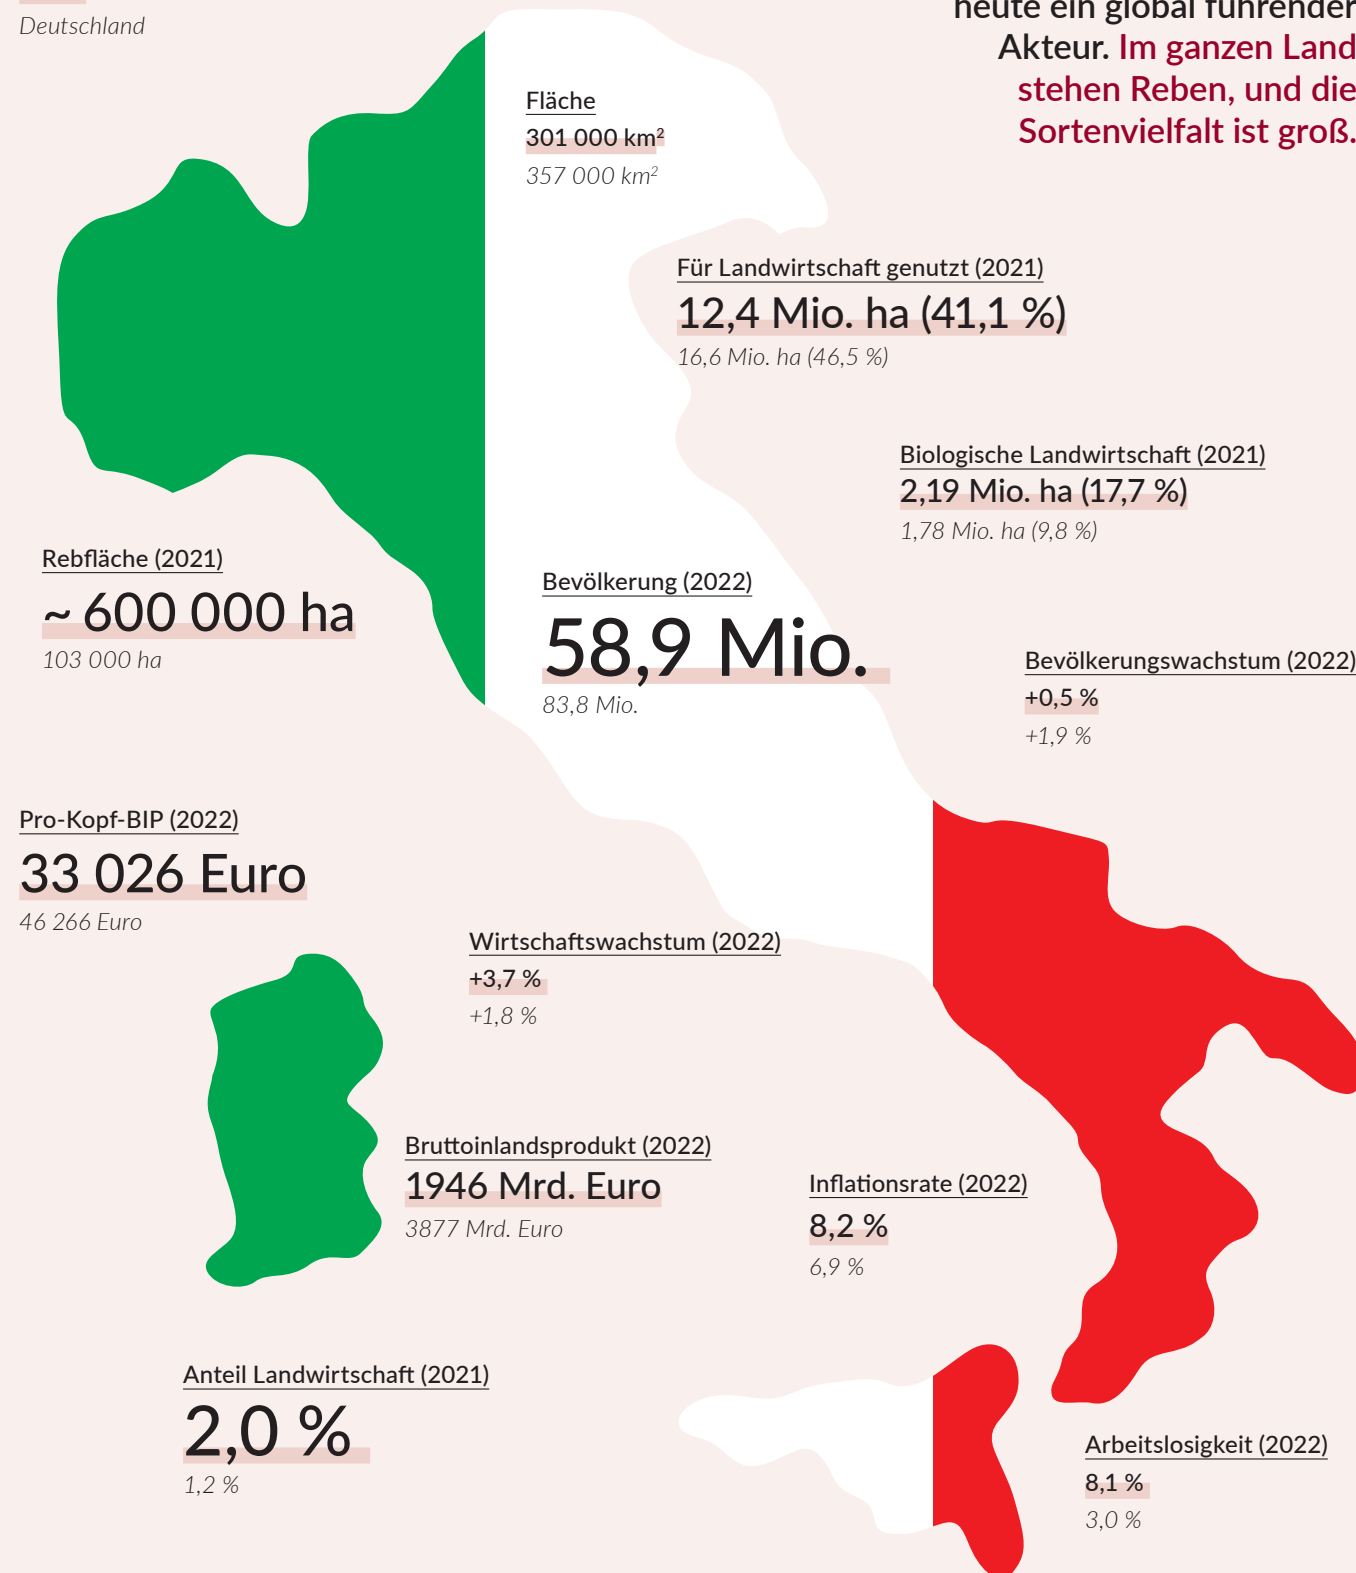 Deutschland
heute ein global führender
Akteur. Im ganzen Land
stehen Reben, und die
Sortenvielfalt ist groß.
Fläche
301 000 km²
357 000 km²
Für Landwirtschaft genutzt (2021)
12,4 Mio. ha (41,1 %)
16,6 Mio. ha (46,5 %)
Biologische Landwirtschaft (2021)
2,19 Mio. ha (17,7 %)
1,78 Mio. ha (9,8 %)
Rebfläche (2021)
~ 600 000 ha
103 000 ha
Bevölkerung (2022)
58,9 Mio.
83,8 Mio.
Bevölkerungswachstum (2022)
+0,5 %
+1,9 %
Pro-Kopf-BIP (2022)
33 026 Euro
46 266 Euro
Wirtschaftswachstum (2022)
+3,7 %
+1,8 %
Bruttoinlandsprodukt (2022)
1946 Mrd. Euro
3877 Mrd. Euro
Inflationsrate (2022)
8,2 %
6,9 %
Anteil Landwirtschaft (2021)
2,0 %
1,2 %
Arbeitslosigkeit (2022)
8,1 %
3,0 %